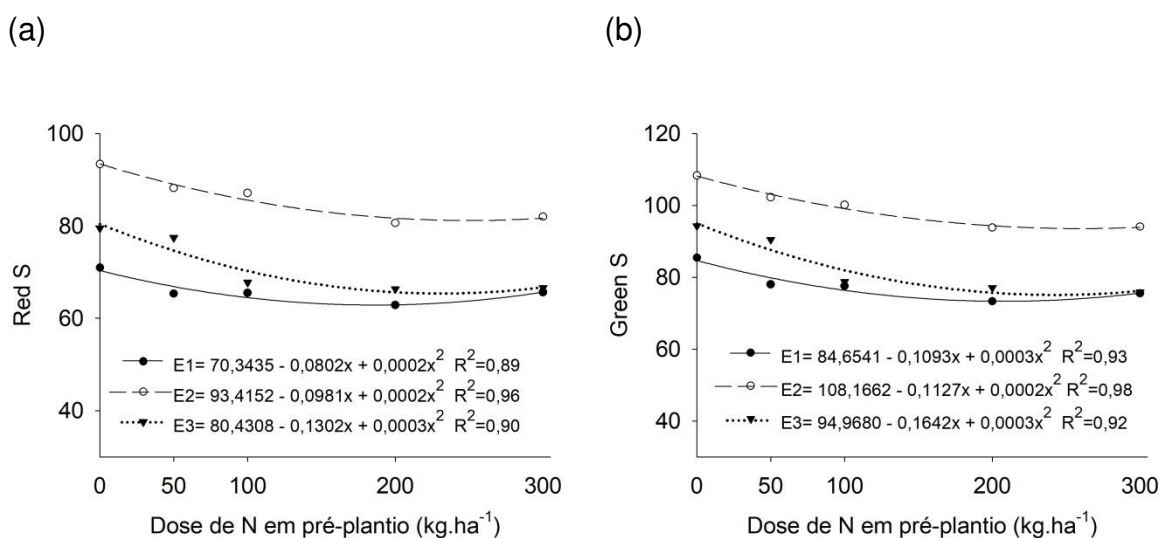 (a)
(b)
100
80
60
40
Red S
E1= 70,3435 - 0,0802x + 0,0002x² R²=0,89
E2= 93,4152 - 0,0981x + 0,0002x² R²=0,96
E3= 80,4308 - 0,1302x + 0,0003x² R²=0,90
0 50 100 200 300
Dose de N em pré-plantio (kg.ha⁻¹)
120
100
80
60
40
Green S
E1= 84,6541 - 0,1093x + 0,0003x² R²=0,93
E2= 108,1662 - 0,1127x + 0,0002x² R²=0,98
E3= 94,9680 - 0,1642x + 0,0003x² R²=0,92
0 50 100 200 300
Dose de N em pré-plantio (kg.ha⁻¹)